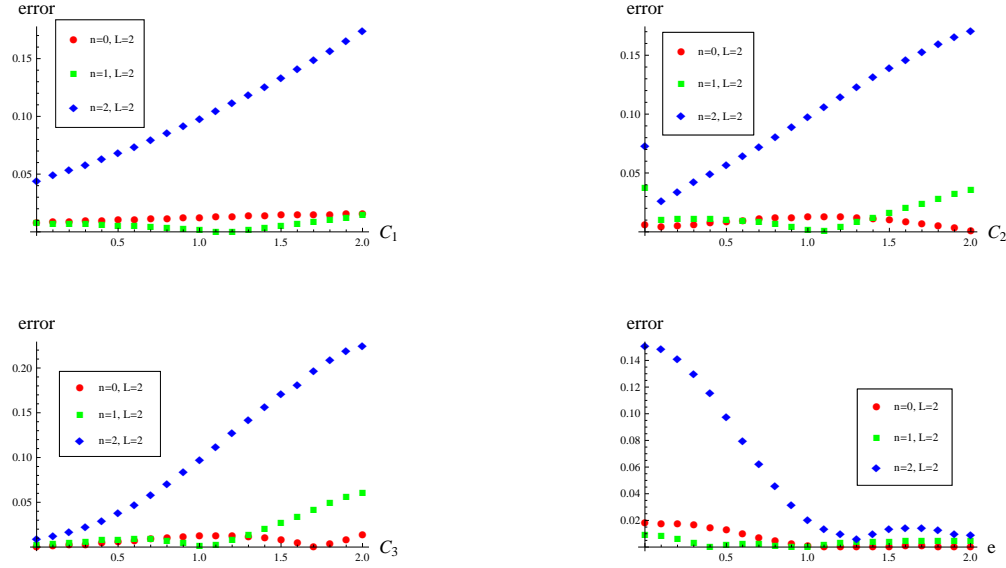 error
n=0, L=2
n=1, L=2
n=2, L=2
0.15
0.10
0.05
0.5
1.0
1.5
2.0
C1
error
n=0, L=2
n=1, L=2
n=2, L=2
0.15
0.10
0.05
0.5
1.0
1.5
2.0
C2
error
n=0, L=2
n=1, L=2
n=2, L=2
0.20
0.15
0.10
0.05
0.5
1.0
1.5
2.0
C3
error
n=0, L=2
n=1, L=2
n=2, L=2
0.14
0.12
0.10
0.08
0.06
0.04
0.02
0.5
1.0
1.5
2.0
e